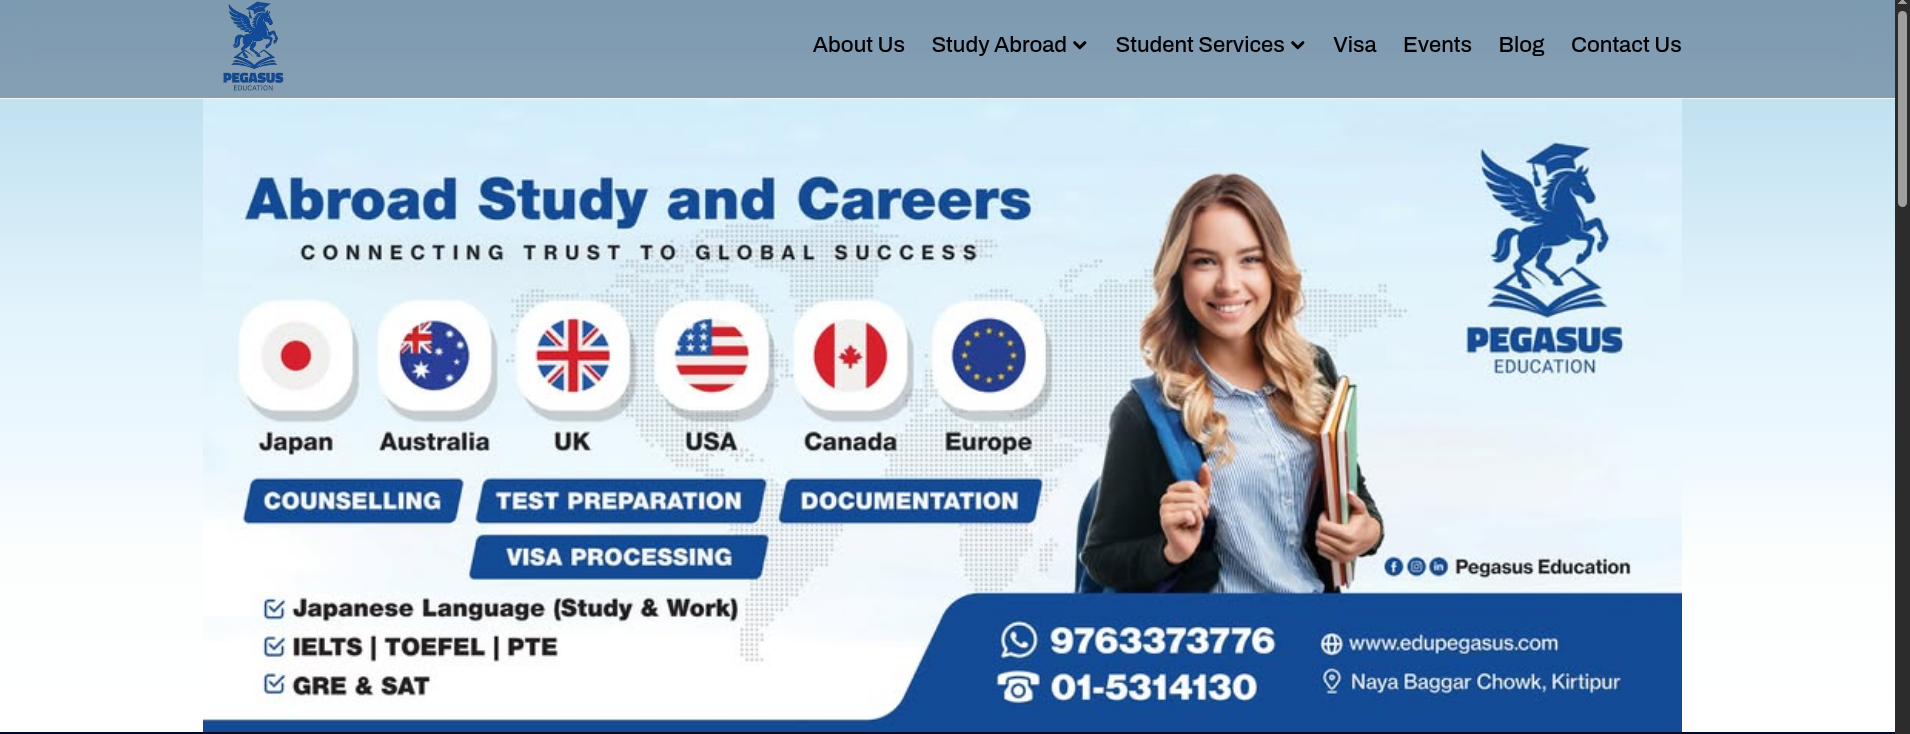 PEGASUS
EDUCATION
About Us Study Abroad Student Services Visa Events Blog Contact Us
Abroad Study and Careers
CONNECTING TRUST TO GLOBAL SUCCESS
PEGASUS
EDUCATION
Japan Australia UK USA Canada Europe
COUNSELLING TEST PREPARATION DOCUMENTATION
VISA PROCESSING
Pegasus Education
Japanese Language (Study & Work)
IELTS | TOEFEL | PTE
GRE & SAT
9763373776
01-5314130
www.edupegasus.com
Naya Baggar Chowk, Kirtipur